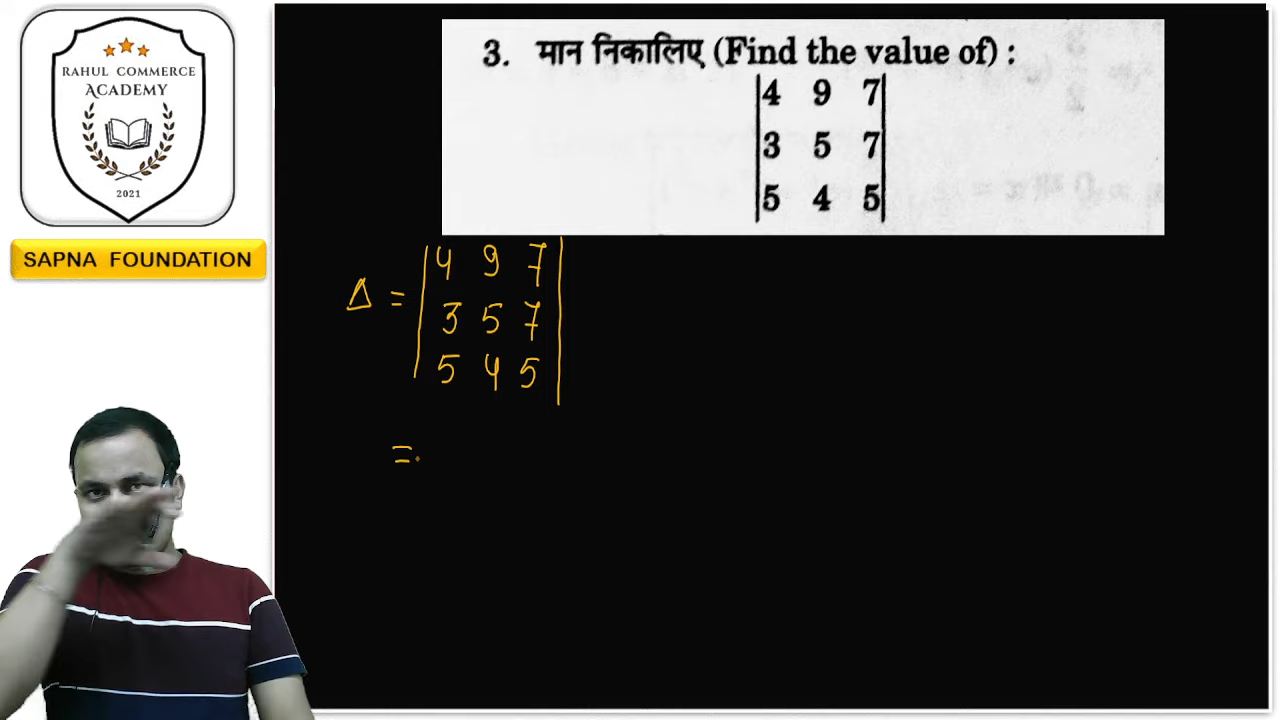 RAHUL COMMERCE
ACADEMY
2021
SAPNA FOUNDATION
3. मान निकालिए (Find the value of) :
4 9 7
3 5 7
5 4 5
Δ = | 4 9 7 |
3 5 7
5 4 5
=